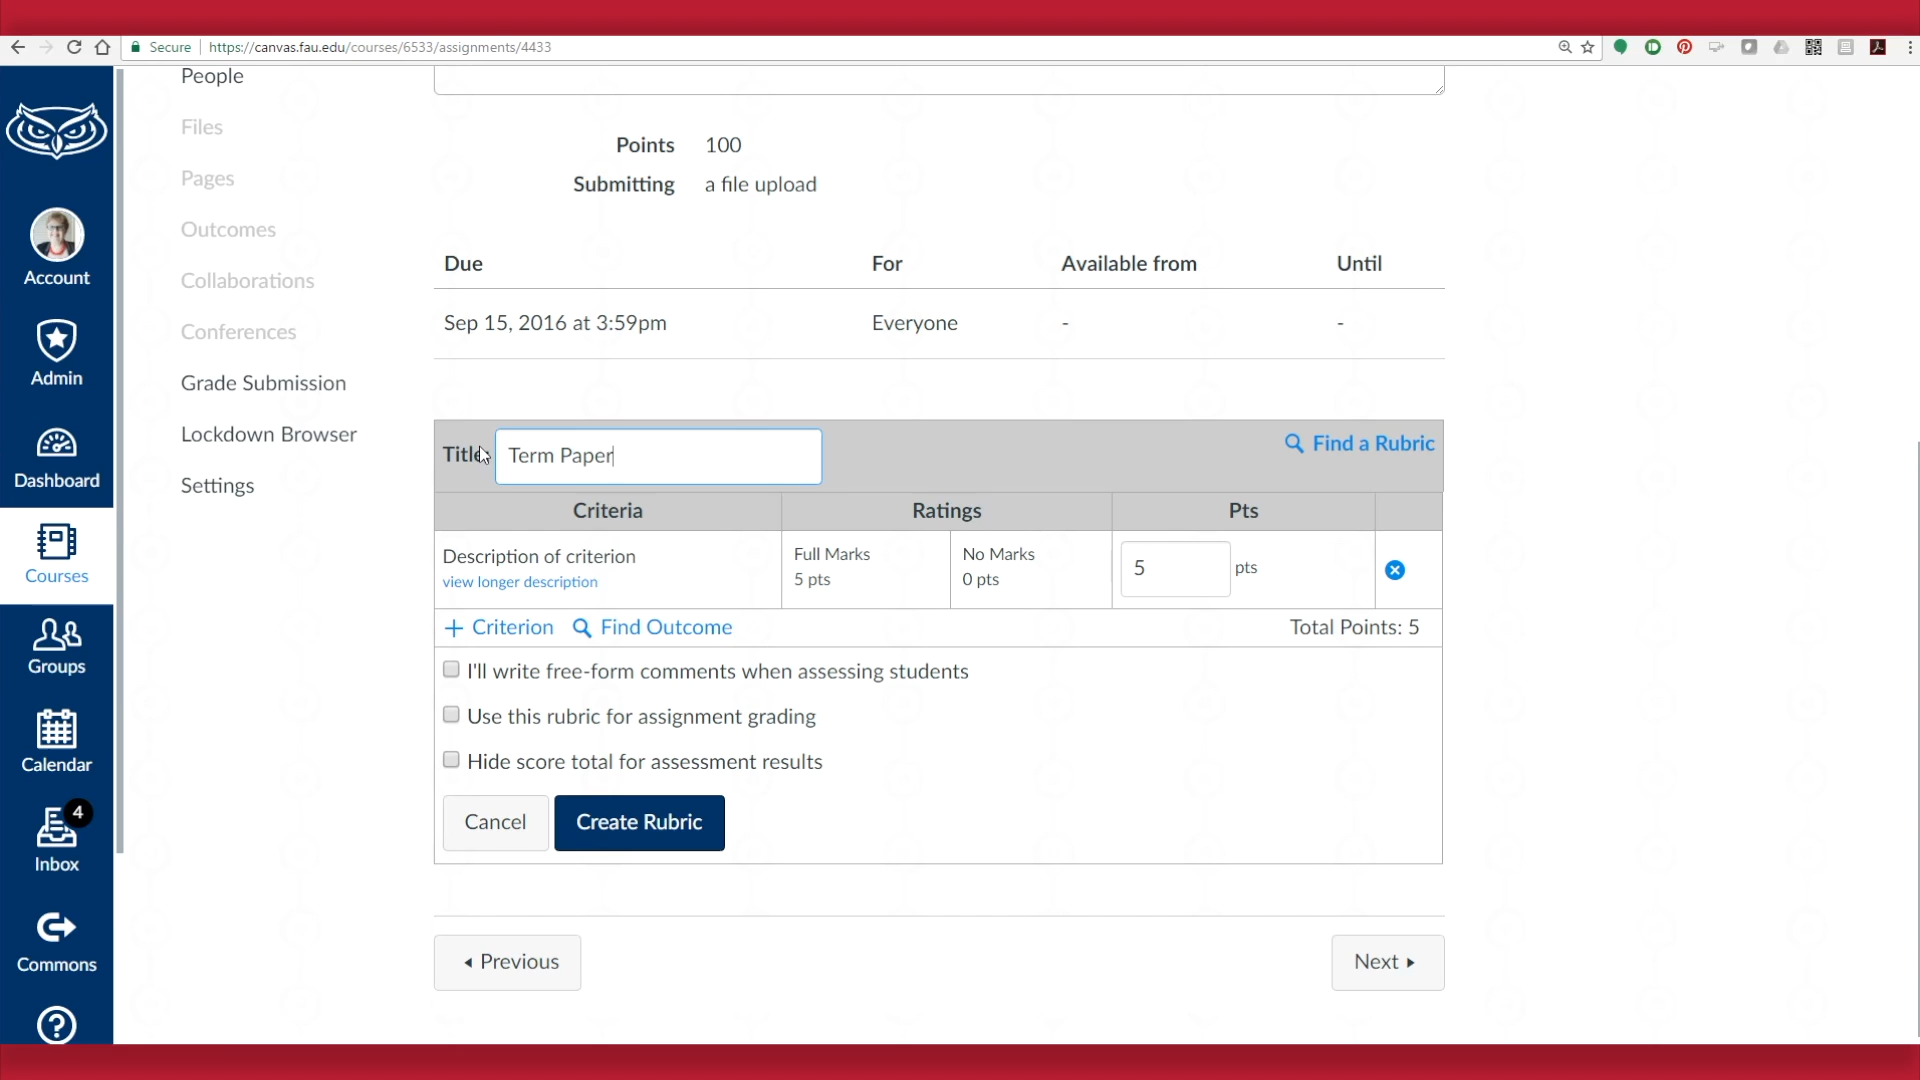 Secure
https://canvas.fau.edu/courses/6533/assignments/4433
Account
Admin
Dashboard
Courses
Groups
Calendar
4
Inbox
Commons
People
Files
Pages
Outcomes
Collaborations
Conferences
Grade Submission
Lockdown Browser
Settings
Points 100
Submitting a file upload
Due For Available from Until
Sep 15, 2016 at 3:59pm Everyone - -
Title Term Paper Find a Rubric
Criteria Ratings Pts
Description of criterion
view longer description
Full Marks
5 pts
No Marks
0 pts
5 pts
+ Criterion Find Outcome Total Points: 5
I'll write free-form comments when assessing students
Use this rubric for assignment grading
Hide score total for assessment results
Cancel Create Rubric
Previous Next